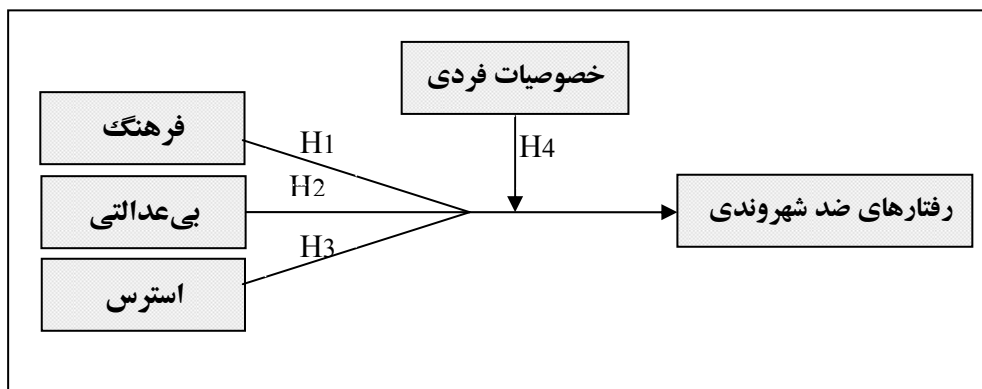 خصوصیات فردی
فرهنگ
H1
H4
H2
بی‌عدالتی
رفتارهای ضد شهروندی
H3
استرس